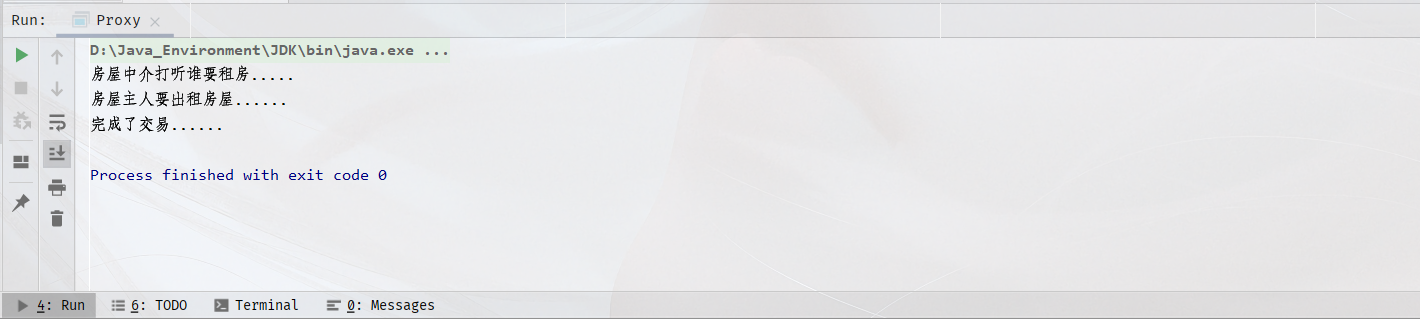 Run: Proxy
D:\Java_Environment\JDK\bin\java.exe ...
房屋中介打听谁要租房.....
房屋主人要出租房屋......
完成了交易......
Process finished with exit code 0
4: Run 6: TODO Terminal 0: Messages